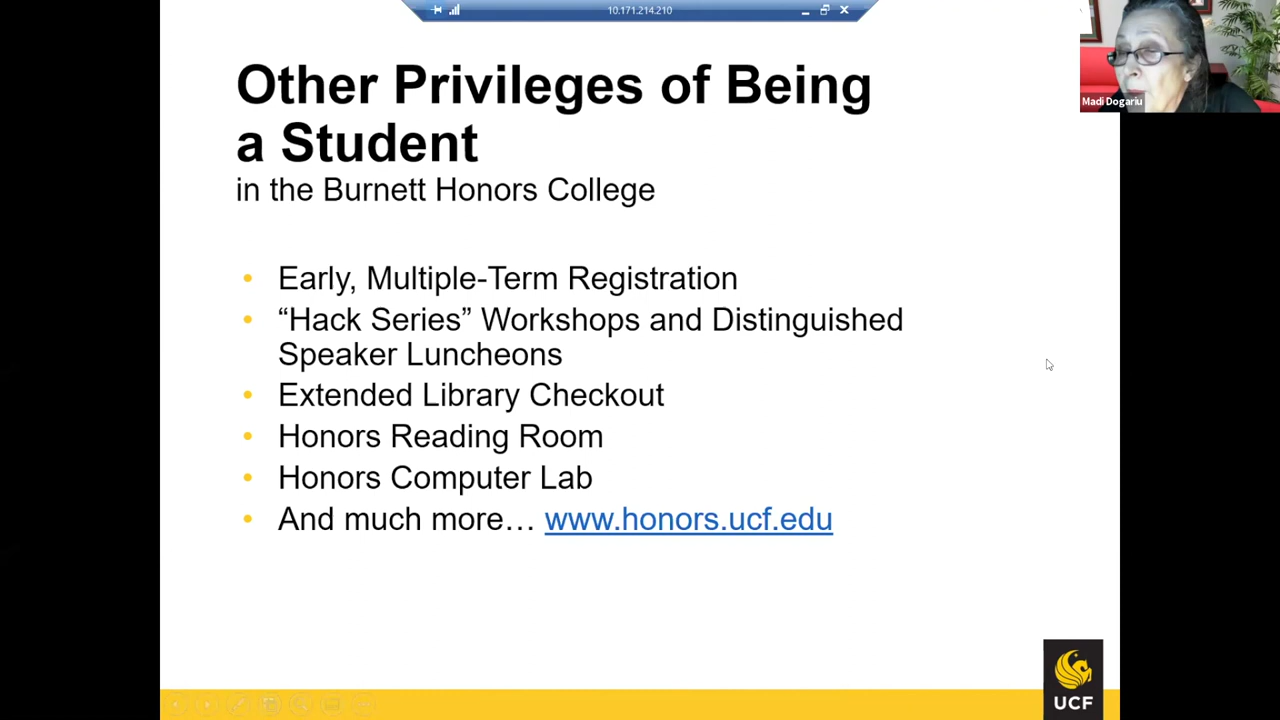 10.171.214.210
Other Privileges of Being
a Student
in the Burnett Honors College
Madi Dogariu
• Early, Multiple-Term Registration
• “Hack Series” Workshops and Distinguished
Speaker Luncheons
• Extended Library Checkout
• Honors Reading Room
• Honors Computer Lab
• And much more… www.honors.ucf.edu
UCF